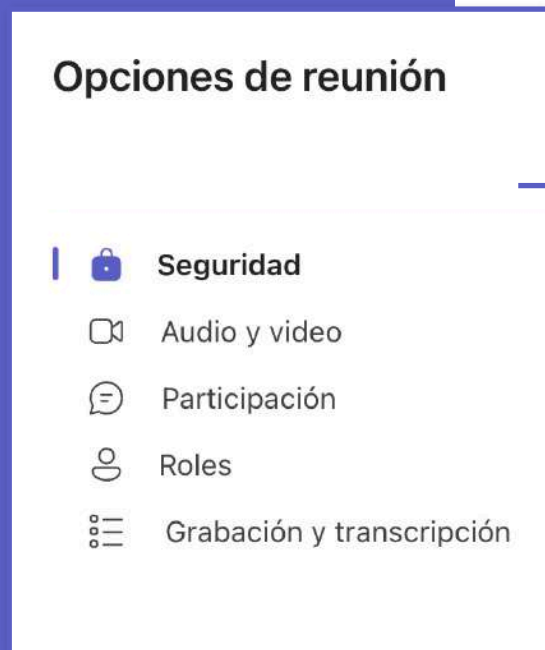 Opciones de reunión
Seguridad
Audio y video
Participación
Roles
Grabación y transcripción